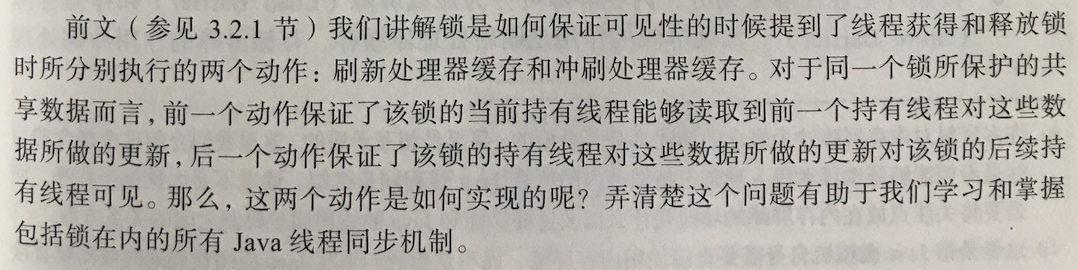 前文（参见 3.2.1 节）我们讲解锁是如何保证可见性的时候提到了线程获得和释放锁
时所分别执行的两个动作：刷新处理器缓存和冲刷处理器缓存。对于同一个锁所保护的共
享数据而言，前一个动作保证了该锁的当前持有线程能够读取到前一个持有线程对这些数
据所做的更新，后一个动作保证了该锁的持有线程对这些数据所做的更新对该锁的后续持
有线程可见。那么，这两个动作是如何实现的呢？弄清楚这个问题有助于我们学习和掌握
包括锁在内的所有 Java 线程同步机制。